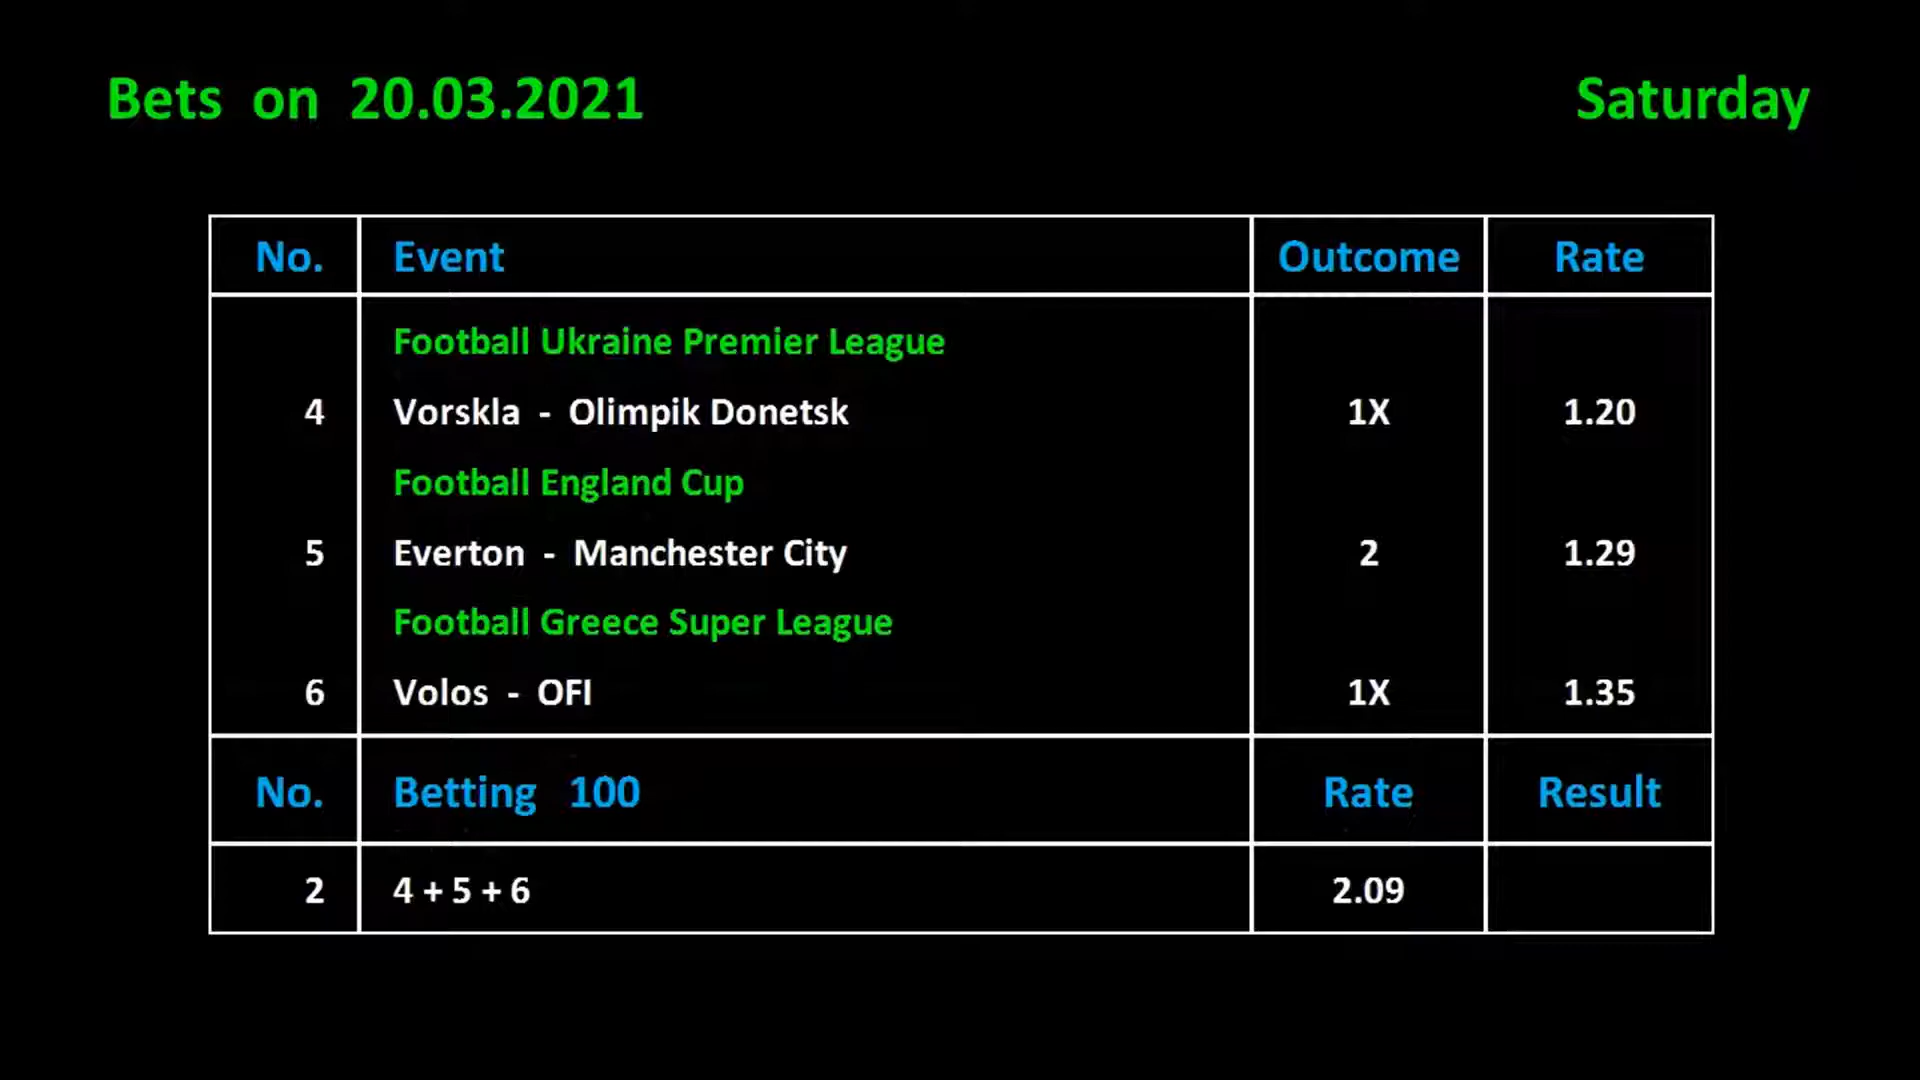 Bets on 20.03.2021 Saturday
No. Event Outcome Rate
Football Ukraine Premier League
4 Vorskla - Olimpik Donetsk 1X 1.20
Football England Cup
5 Everton - Manchester City 2 1.29
Football Greece Super League
6 Volos - OFI 1X 1.35
No. Betting 100 Rate Result
2 4 + 5 + 6 2.09